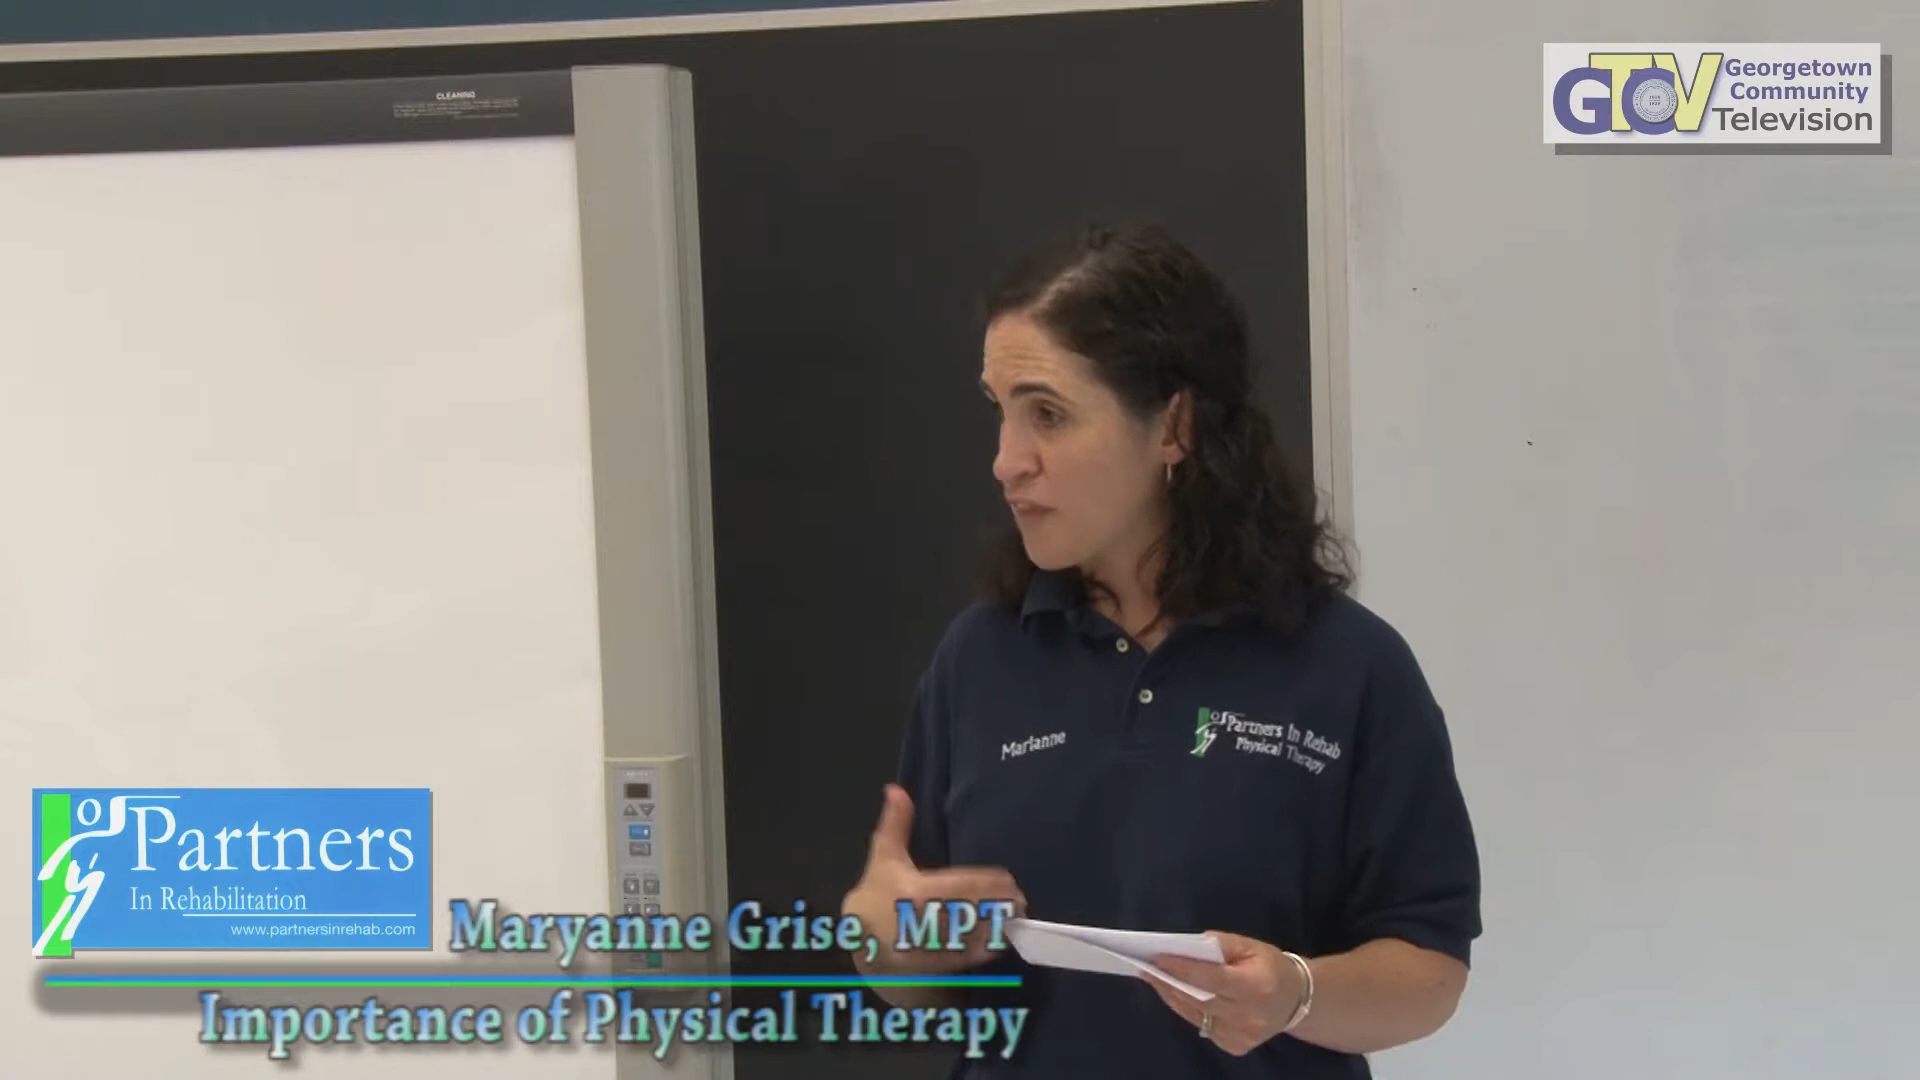 CLEANING
GCTV
Georgetown
Community
Television
Marianne
Partners In Rehab
Physical Therapy
Partners
In Rehabilitation
www.partnersinrehab.com
Maryanne Grise, MPT
Importance of Physical Therapy